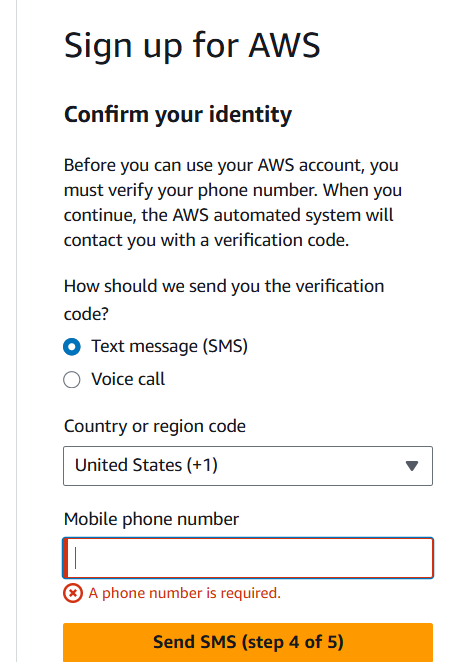 Sign up for AWS
Confirm your identity
Before you can use your AWS account, you
must verify your phone number. When you
continue, the AWS automated system will
contact you with a verification code.
How should we send you the verification
code?
Text message (SMS)
Voice call
Country or region code
United States (+1)
Mobile phone number
A phone number is required.
Send SMS (step 4 of 5)